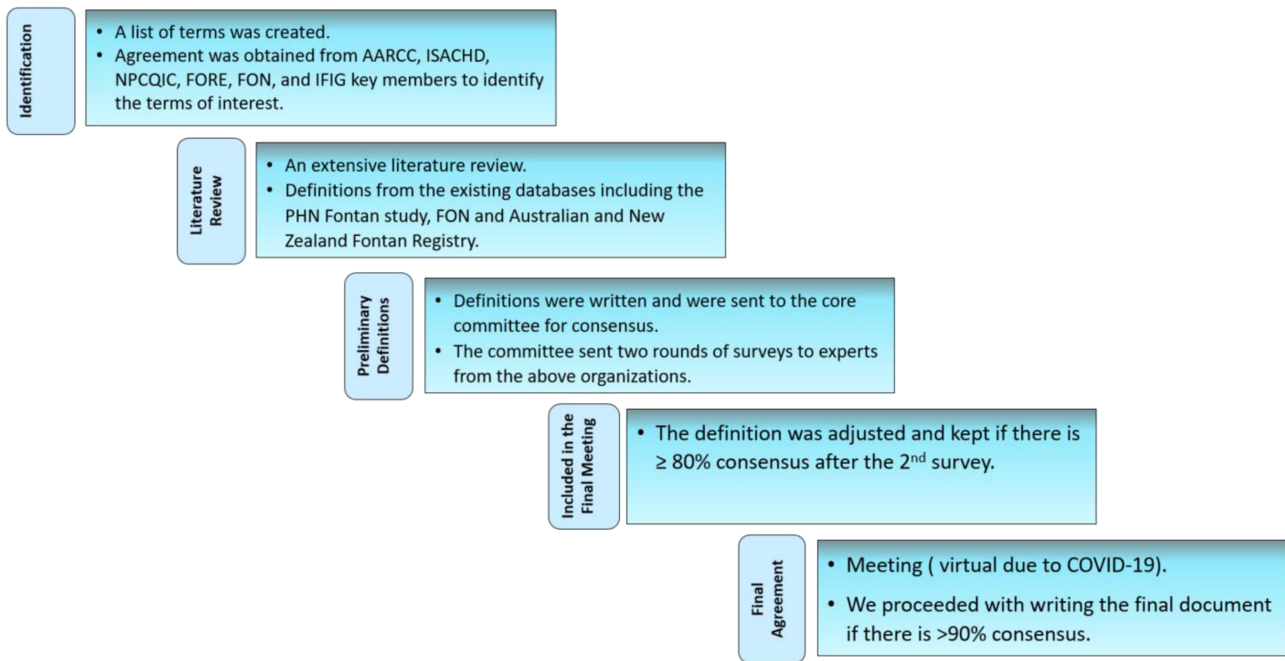 Identification
• A list of terms was created.
• Agreement was obtained from AARCC, ISACHD,
NPCQIC, FORE, FON, and IFIG key members to identify
the terms of interest.
Literature
Review
• An extensive literature review.
• Definitions from the existing databases including the
PHN Fontan study, FON and Australian and New
Zealand Fontan Registry.
Preliminary
Definitions
• Definitions were written and were sent to the core
committee for consensus.
• The committee sent two rounds of surveys to experts
from the above organizations.
Included in the
Final Meeting
• The definition was adjusted and kept if there is
≥ 80% consensus after the 2nd survey.
Final
Agreement
• Meeting ( virtual due to COVID-19).
• We proceeded with writing the final document
if there is >90% consensus.